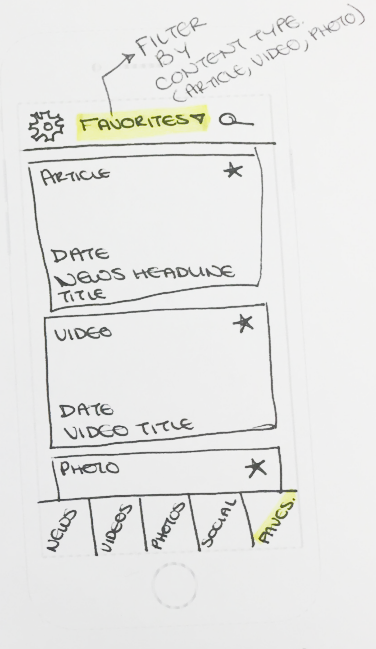 FILTER
BY
CONTENT TYPE.
(ARTICLE, VIDEO, PHOTO)
FAVORITES
ARTICLE
DATE
NEWS HEADLINE
TITLE
VIDEO
DATE
VIDEO TITLE
PHOTO
NEWS
VIDEOS
PHOTOS
SOCIAL
FAVES.